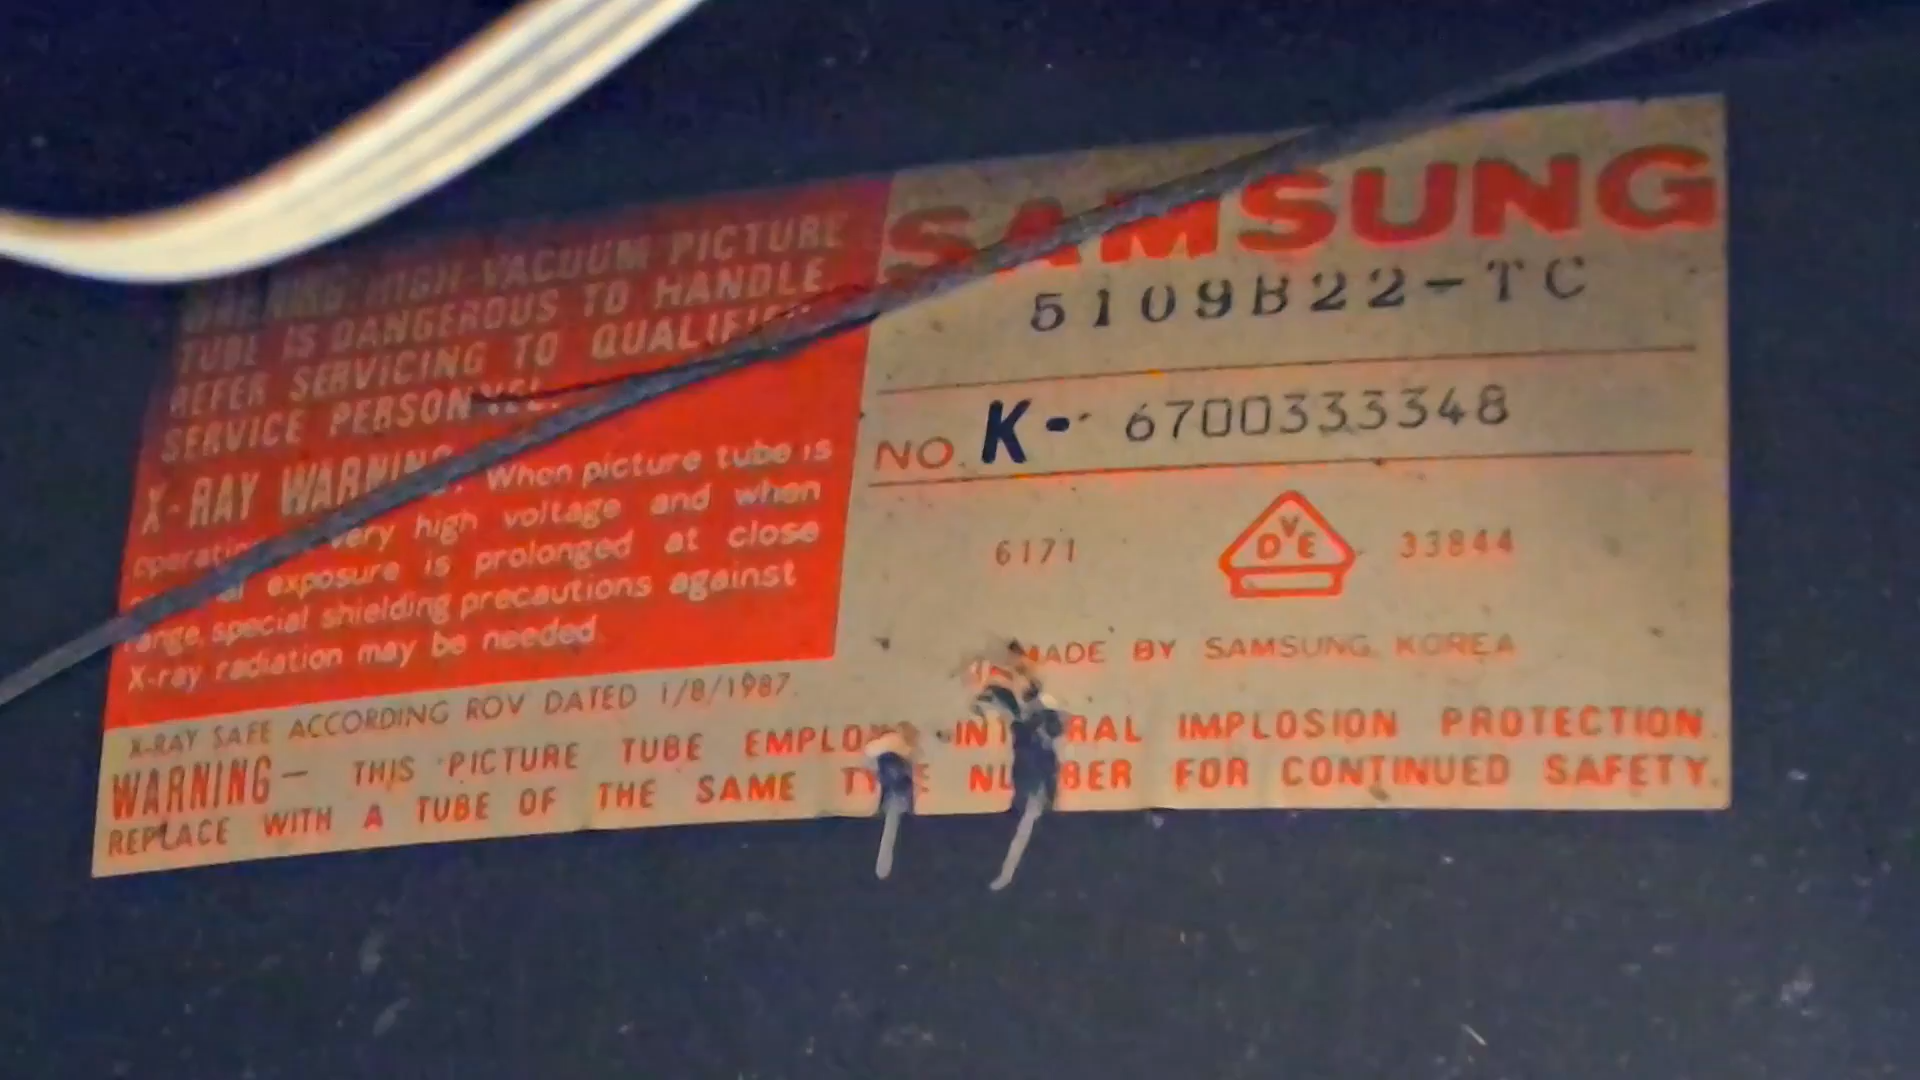 WARNING: HIGH-VACUUM PICTURE
TUBE IS DANGEROUS TO HANDLE.
REFER SERVICING TO QUALIFIED
SERVICE PERSONNEL.
X-RAY WARNING: When picture tube is
operating very high voltage and when
exposure is prolonged at close
range, special shielding precautions against
X-ray radiation may be needed.
X-RAY SAFE ACCORDING ROV DATED 1/8/1987.
SAMSUNG
5109B22-TC
NO. K-- 6700333348
6171 DVE 33844
MADE BY SAMSUNG, KOREA
WARNING— THIS PICTURE TUBE EMPLOYS INTEGRAL IMPLOSION PROTECTION.
REPLACE WITH A TUBE OF THE SAME TYPE NUMBER FOR CONTINUED SAFETY.